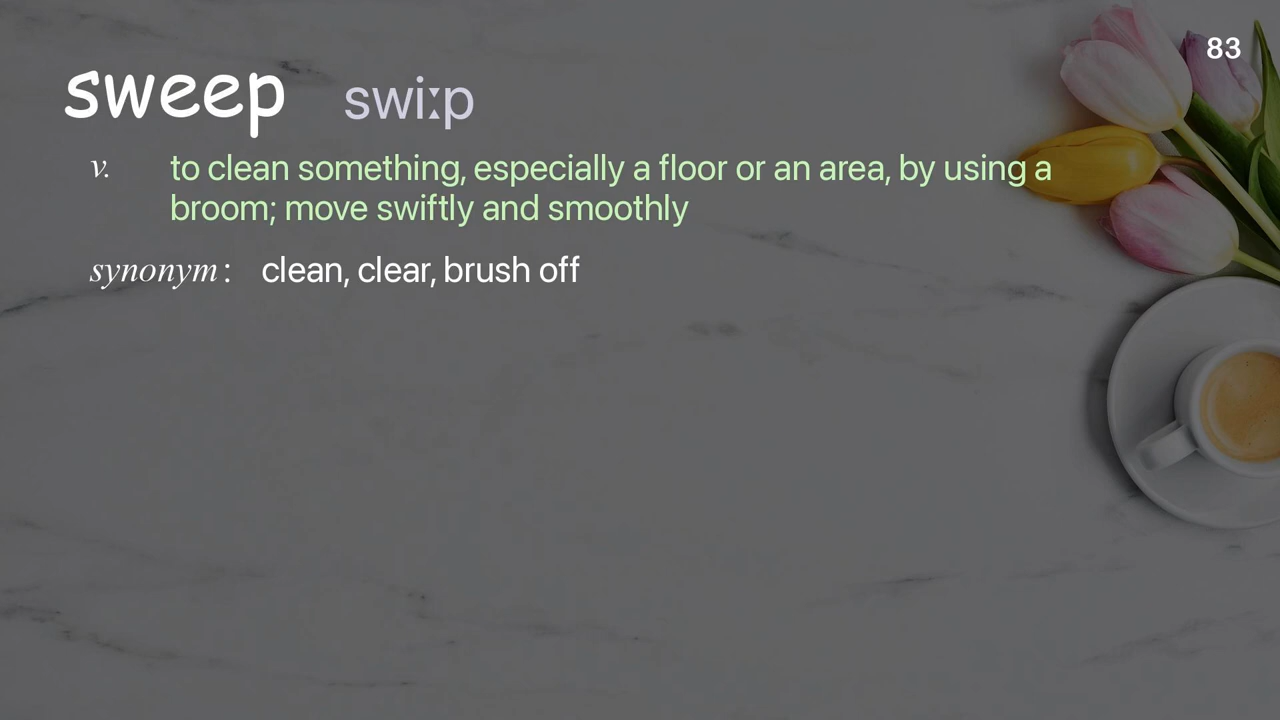 83
sweep swiːp
v. to clean something, especially a floor or an area, by using a
broom; move swiftly and smoothly
synonym : clean, clear, brush off